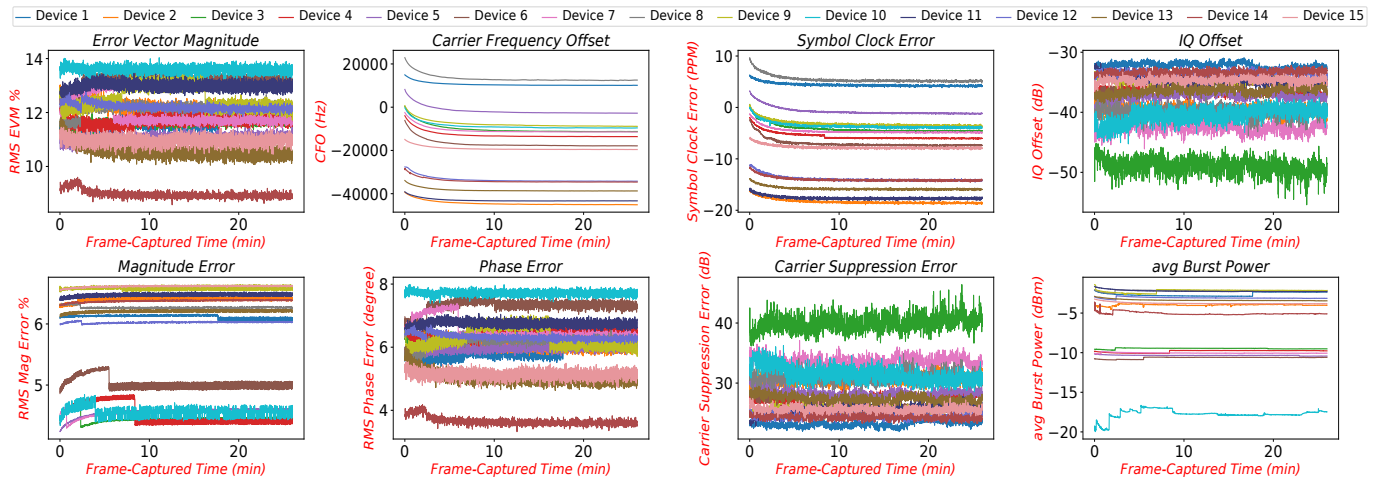 Device 1 Device 2 Device 3 Device 4 Device 5 Device 6 Device 7 Device 8 Device 9 Device 10 Device 11 Device 12 Device 13 Device 14 Device 15
Error Vector Magnitude
RMS EVM %
14
12
10
0 10 20
Frame-Captured Time (min)
Carrier Frequency Offset
CFO (Hz)
20000
0
−20000
−40000
0 10 20
Frame-Captured Time (min)
Symbol Clock Error
Symbol Clock Error (PPM)
10
0
−10
−20
0 10 20
Frame-Captured Time (min)
IQ Offset
IQ Offset (dB)
−30
−40
−50
0 10 20
Frame-Captured Time (min)
Magnitude Error
RMS Mag Error %
6
5
0 10 20
Frame-Captured Time (min)
Phase Error
RMS Phase Error (degree)
8
6
4
0 10 20
Frame-Captured Time (min)
Carrier Suppression Error
Carrier Suppression Error (dB)
40
30
0 10 20
Frame-Captured Time (min)
avg Burst Power
avg Burst Power (dBm)
−5
−10
−15
−20
0 10 20
Frame-Captured Time (min)